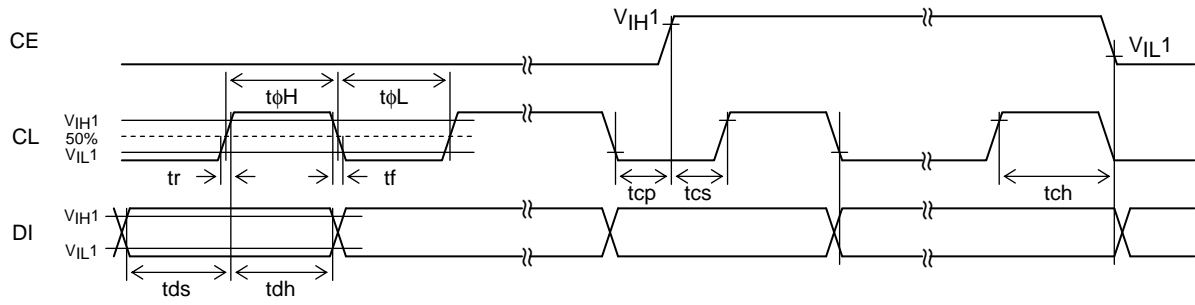 VIH1
CE
VIL1
tϕH
tϕL
VIH1
CL
50%
VIL1
tr
tf
tcp
tcs
tch
VIH1
DI
VIL1
tds
tdh